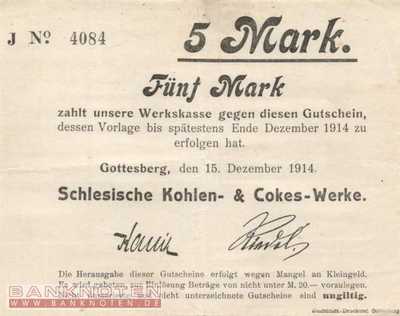 J № 4084
5 Mark.
Fünf Mark
zahlt unsere Werkskasse gegen diesen Gutschein,
dessen Vorlage bis spätestens Ende Dezember 1914 zu
erfolgen hat.
Gottesberg, den 15. Dezember 1914.
Schlesische Kohlen- & Cokes-Werke.
Die Herausgabe dieser Gutscheine erfolgt wegen Mangel an Kleingeld.
Es wird gebeten, zur Einlösung Beträge von nicht unter M. 20.— vorzulegen.
und nicht unterzeichnete Gutscheine sind ungiltig.
BANKNOTEN
WWW.BANKNOTEN.DE